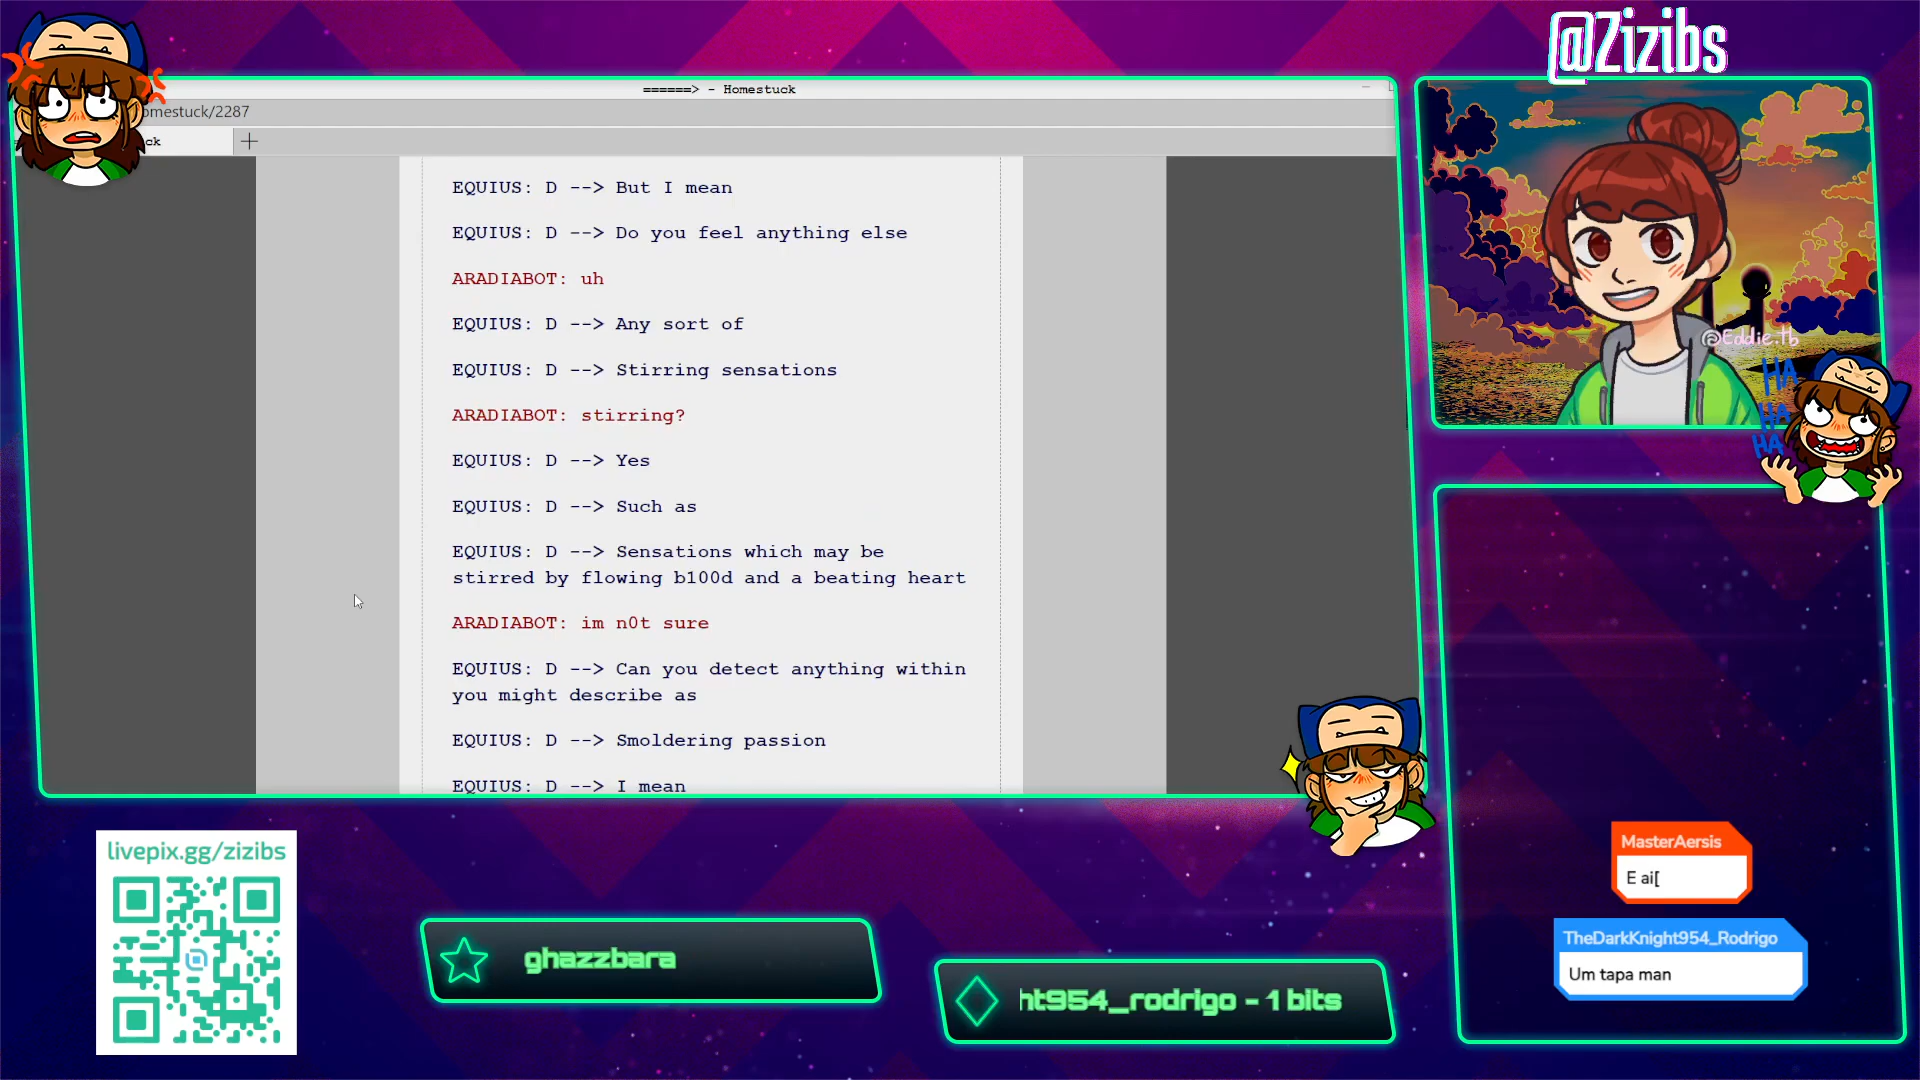 @Zizibs
======> - Homestuck
omestuck/2287
ck
EQUIUS: D --> But I mean
EQUIUS: D --> Do you feel anything else
ARADIABOT: uh
EQUIUS: D --> Any sort of
EQUIUS: D --> Stirring sensations
ARADIABOT: stirring?
EQUIUS: D --> Yes
EQUIUS: D --> Such as
EQUIUS: D --> Sensations which may be
stirred by flowing b100d and a beating heart
ARADIABOT: im n0t sure
EQUIUS: D --> Can you detect anything within
you might describe as
EQUIUS: D --> Smoldering passion
EQUIUS: D --> I mean
@Eddie.tb
HA
HA
HA
MasterAersis
E ai[
TheDarkKnight954_Rodrigo
Um tapa man
livepix.gg/zizibs
ghazzbara
ht954_rodrigo - 1 bits